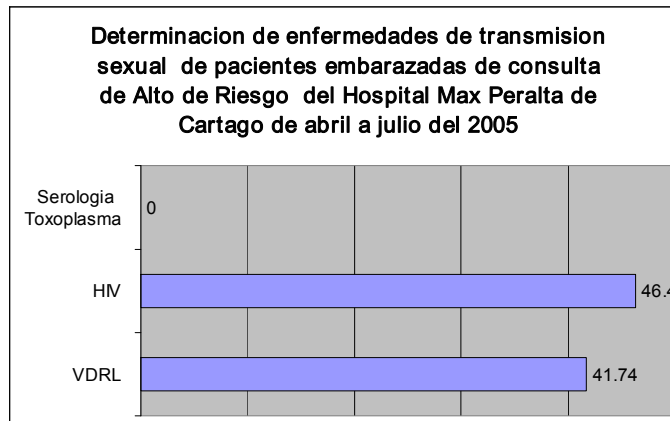 Determinacion de enfermedades de transmision
sexual de pacientes embarazadas de consulta
de Alto de Riesgo del Hospital Max Peralta de
Cartago de abril a julio del 2005
Serologia
Toxoplasma
0
HIV
46.4
VDRL
41.74